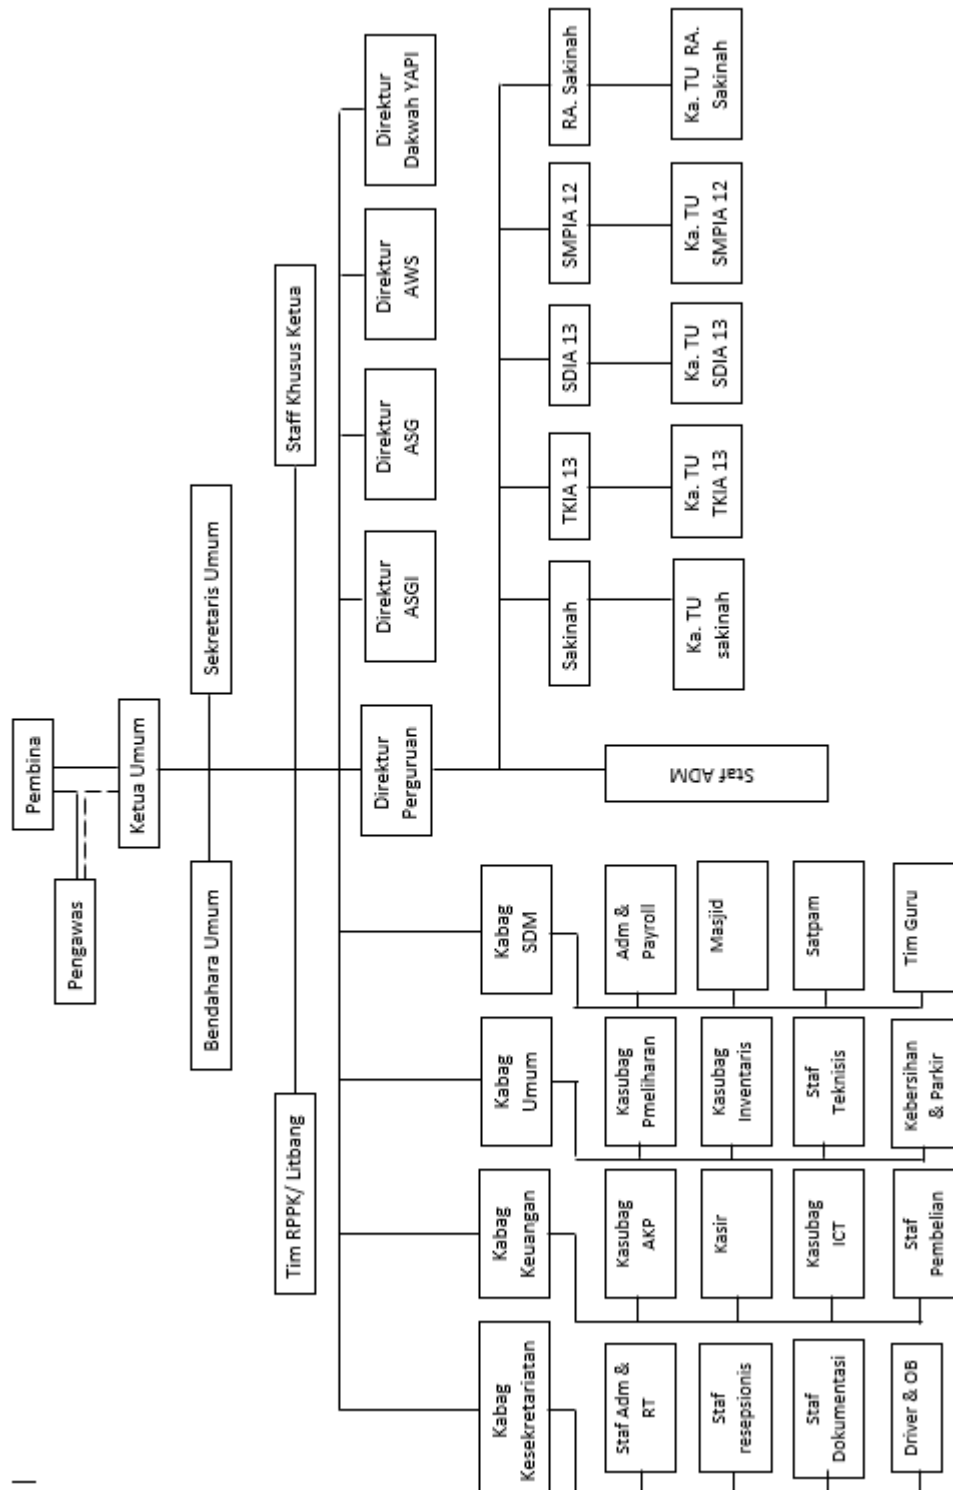 Pembina
Pengawas
Ketua Umum
Bendahara Umum
Sekretaris Umum
Tim RPPK/ Litbang
Staff Khusus Ketua
Direktur
Perguruan
Direktur
ASGI
Direktur
ASG
Direktur
AWS
Direktur
Dakwah YAPI
Kabag
Kesekretariatan
Kabag
Keuangan
Kabag
Umum
Kabag
SDM
Sakinah
TKIA 13
SDIA 13
SMPIA 12
RA. Sakinah
Staf Adm &
RT
Kasubag
AKP
Kasubag
Pmeliharan
Adm &
Payroll
Staf ADM
Ka. TU
sakinah
Ka. TU
TKIA 13
Ka. TU
SDIA 13
Ka. TU
SMPIA 12
Ka. TU RA.
Sakinah
Staf
resepsionis
Kasir
Kasubag
Inventaris
Masjid
Staf
Dokumentasi
Kasubag
ICT
Staf
Teknisis
Satpam
Driver & OB
Staf
Pembelian
Kebersihan
& Parkir
Tim Guru